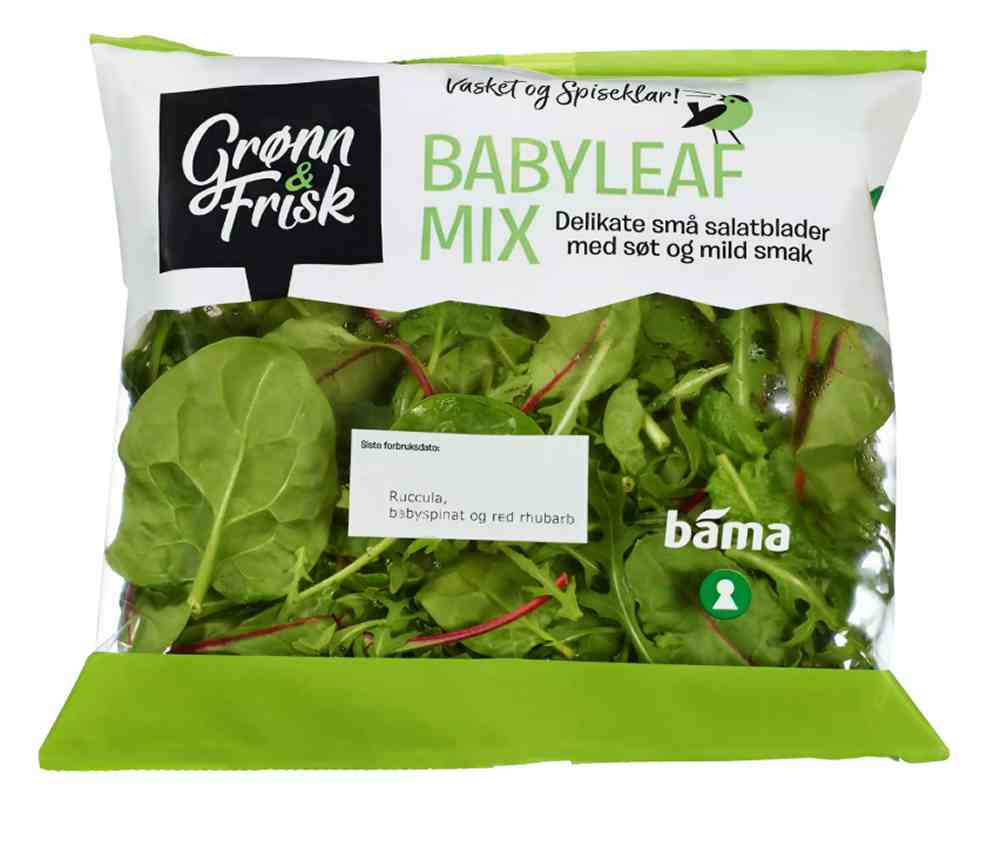 Vasket og Spiseklar!
Grønn
&
Frisk
BABYLEAF
MIX
Delikate små salatblader
med søt og mild smak
Siste forbruksdato:
Ruccula,
babyspinat og red rhubarb
bama